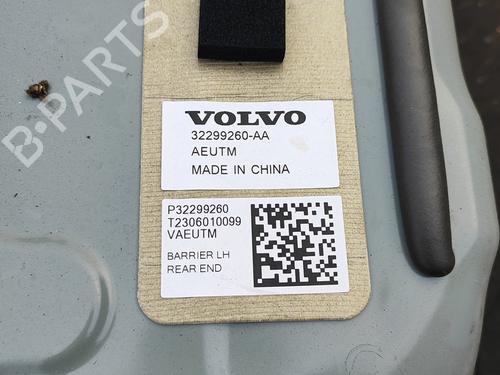 B-PARTS
VOLVO
32299260-AA
AEUTM
MADE IN CHINA
P32299260
T2306010099
VAEUTM
BARRIER LH
REAR END